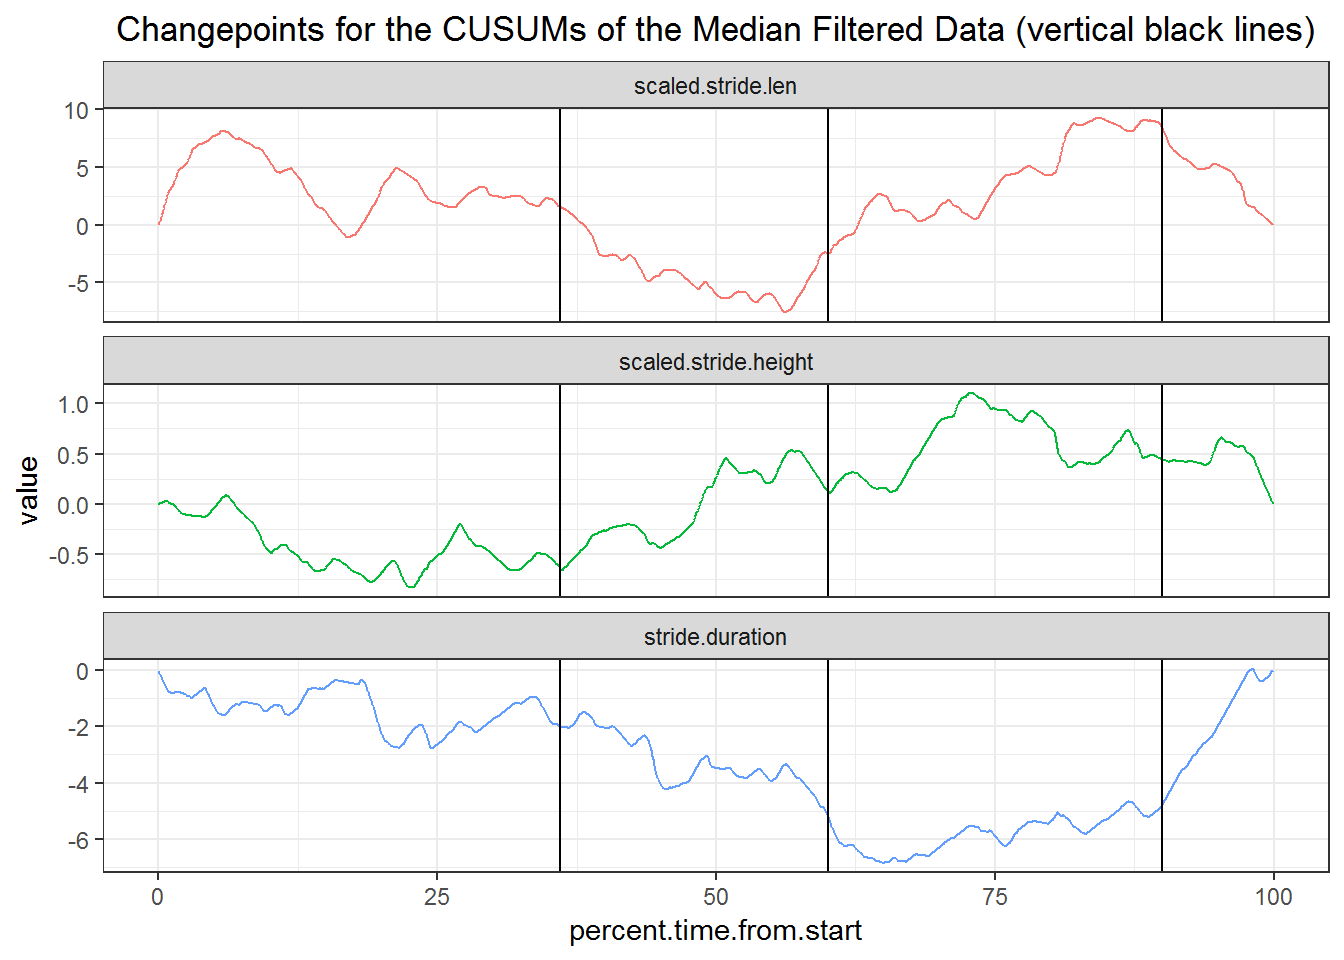 Changepoints for the CUSUMs of the Median Filtered Data (vertical black lines)
scaled.stride.len
10
5
0
-5
scaled.stride.height
1.0
0.5
0.0
-0.5
value
stride.duration
0
-2
-4
-6
0 25 50 75 100
percent.time.from.start